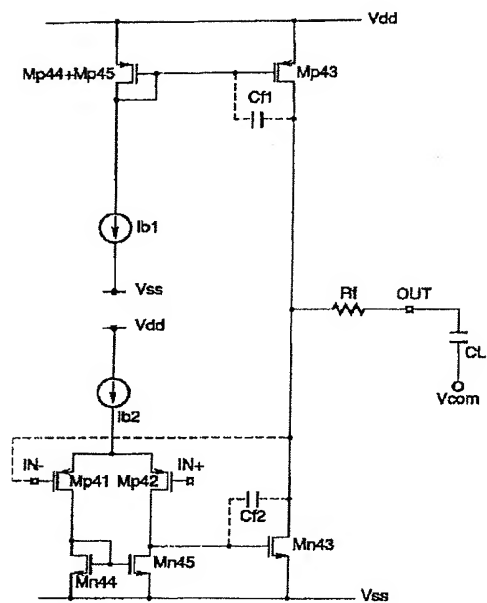 Vdd
Mp44+Mp45
Mp43
Cf1
Ib1
Vss
Vdd
Rf
OUT
CL
Vcom
Ib2
IN-
Mp41
Mp42
IN+
Cf2
Mn43
Mn45
Mn44
Vss